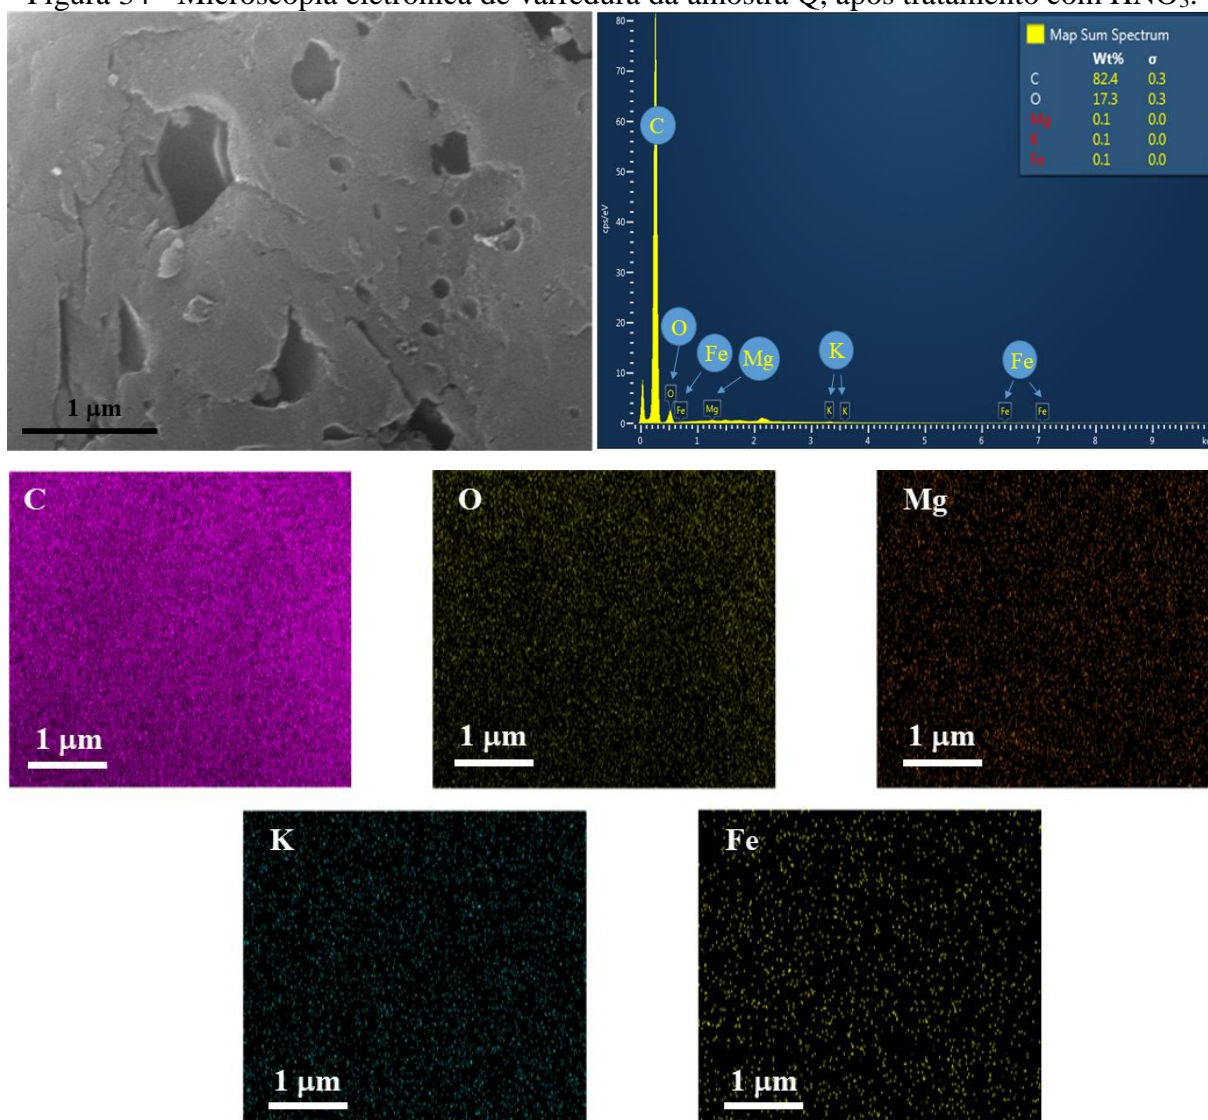 Figura 34 - Microscopia eletrônica de varredura da amostra Q, após tratamento com HNO3.
1 μm
Map Sum Spectrum
Wt% σ
C 82.4 0.3
O 17.3 0.3
Mg 0.1 0.0
K 0.1 0.0
Fe 0.1 0.0
cps/eV
80
70
60
50
40
30
20
10
0
C
O
Fe
Mg
K
Fe
O
Fe
Mg
K
K
Fe
Fe
0 1 2 3 4 5 6 7 8 9
C
1 μm
O
1 μm
Mg
1 μm
K
1 μm
Fe
1 μm